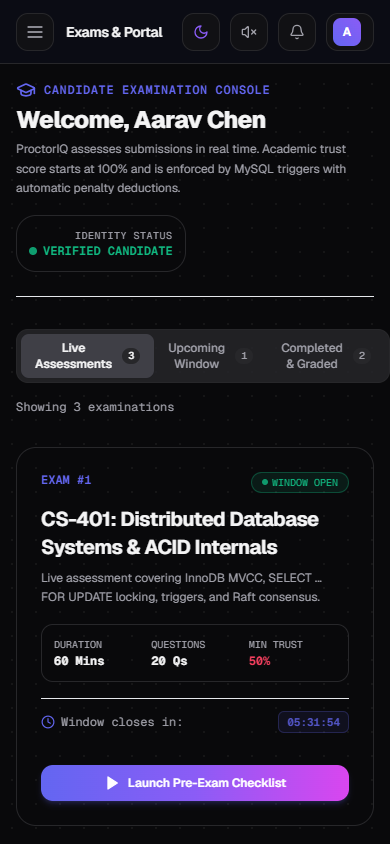 Exams & Portal
A
CANDIDATE EXAMINATION CONSOLE
Welcome, Aarav Chen
ProctorIQ assesses submissions in real time. Academic trust
score starts at 100% and is enforced by MySQL triggers with
automatic penalty deductions.
IDENTITY STATUS
VERIFIED CANDIDATE
Live
Assessments
3
Upcoming
Window
1
Completed
& Graded
2
Showing 3 examinations
EXAM #1
WINDOW OPEN
CS-401: Distributed Database
Systems & ACID Internals
Live assessment covering InnoDB MVCC, SELECT ...
FOR UPDATE locking, triggers, and Raft consensus.
DURATION
60 Mins
QUESTIONS
20 Qs
MIN TRUST
50%
Window closes in:
05:31:54
Launch Pre-Exam Checklist